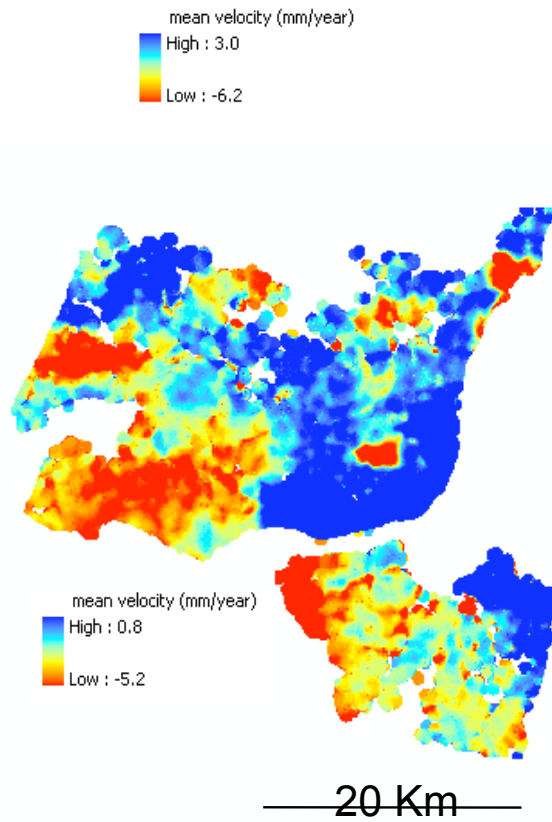 mean velocity (mm/year)
High : 3.0
Low : -6.2
mean velocity (mm/year)
High : 0.8
Low : -5.2
20 Km